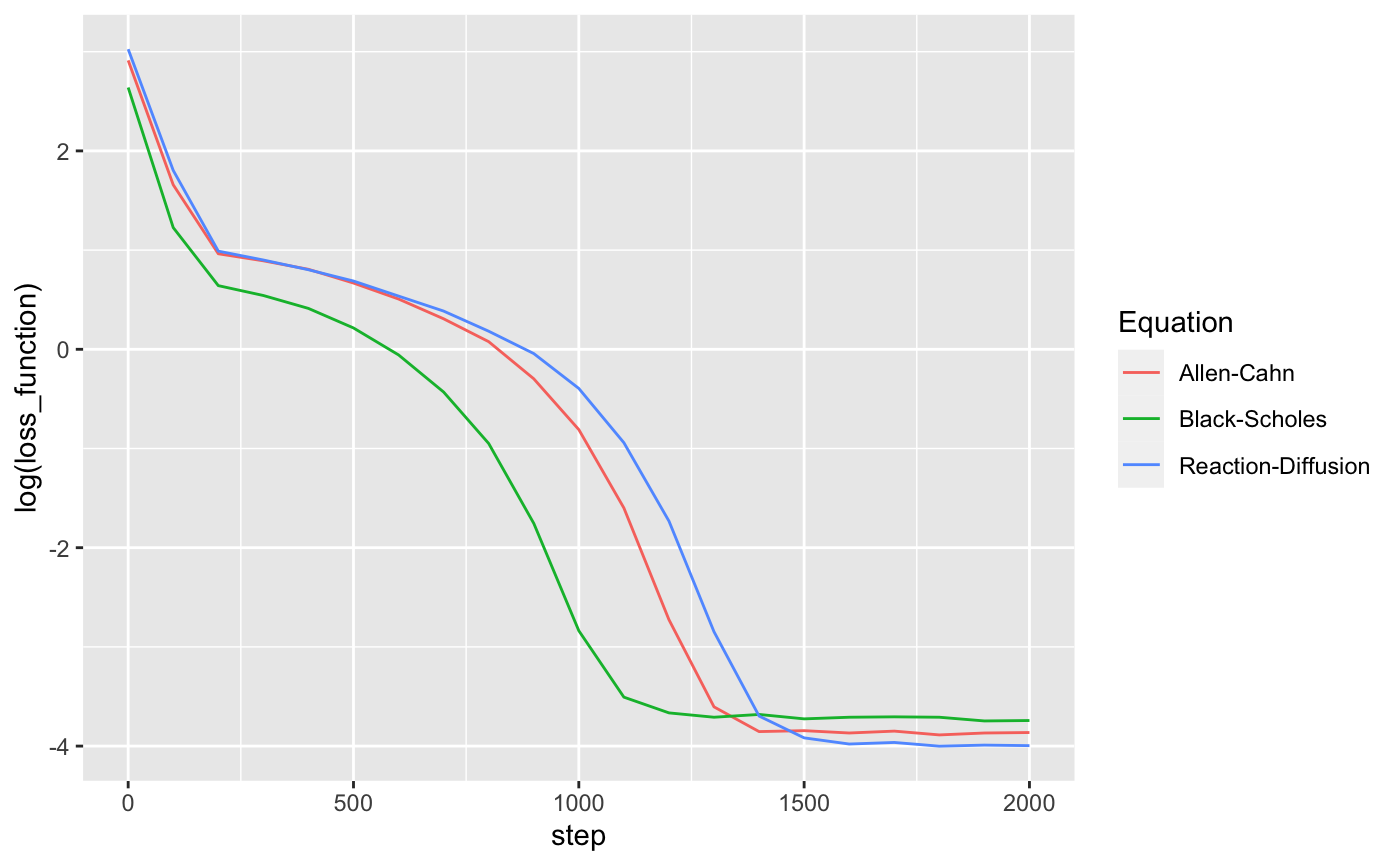 log(loss_function)
2
0
-2
-4
0
500
1000
1500
2000
step
Equation
Allen-Cahn
Black-Scholes
Reaction-Diffusion